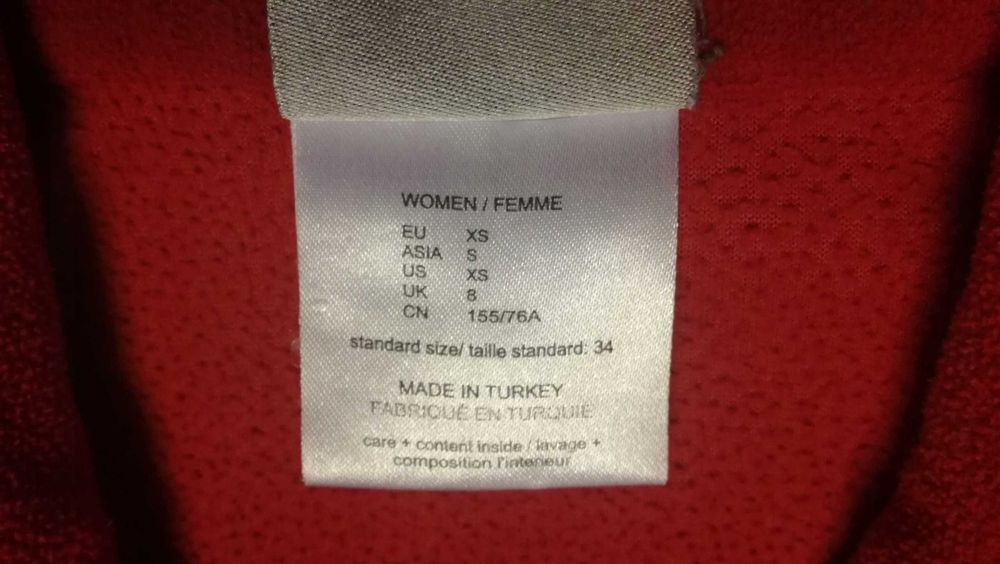 WOMEN / FEMME
EU XS
ASIA S
US XS
UK 8
CN 155/76A
standard size/ taille standard: 34
MADE IN TURKEY
FABRIQUÉ EN TURQUIE
care + content inside / lavage +
composition l'interieur